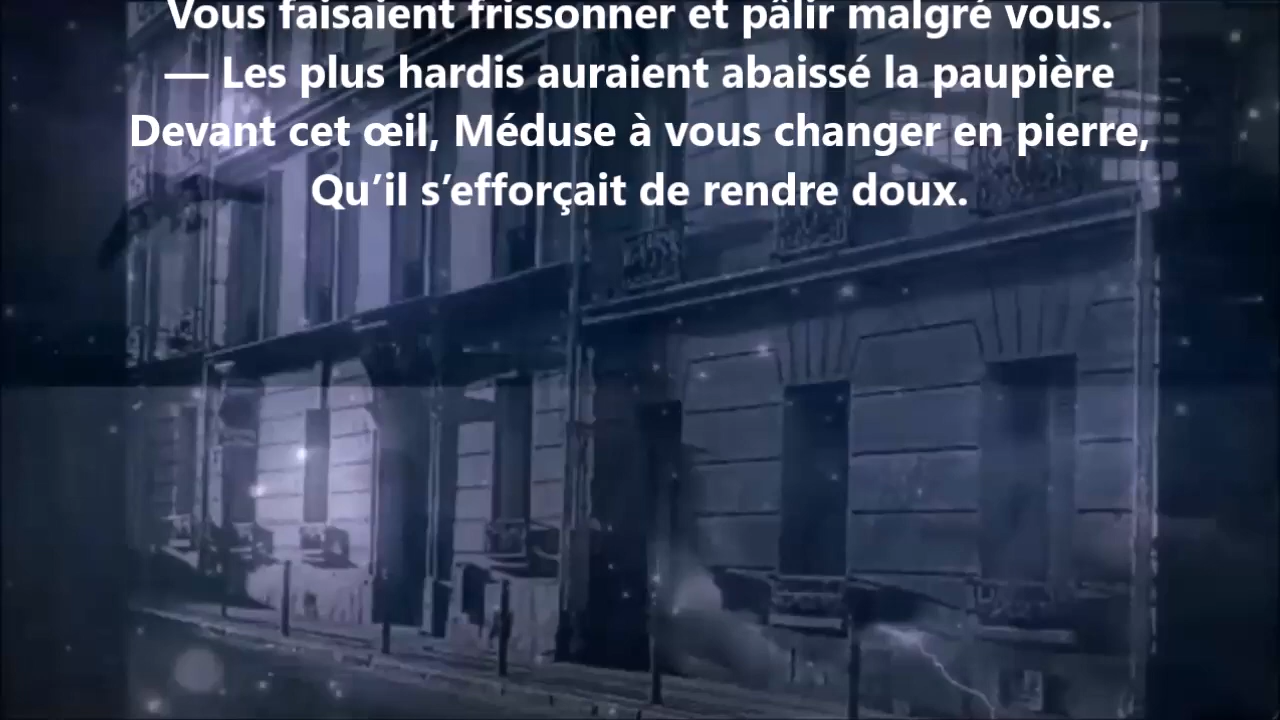 Vous faisaient frissonner et pâlir malgré vous.
— Les plus hardis auraient abaissé la paupière
Devant cet œil, Méduse à vous changer en pierre,
Qu’il s’efforçait de rendre doux.